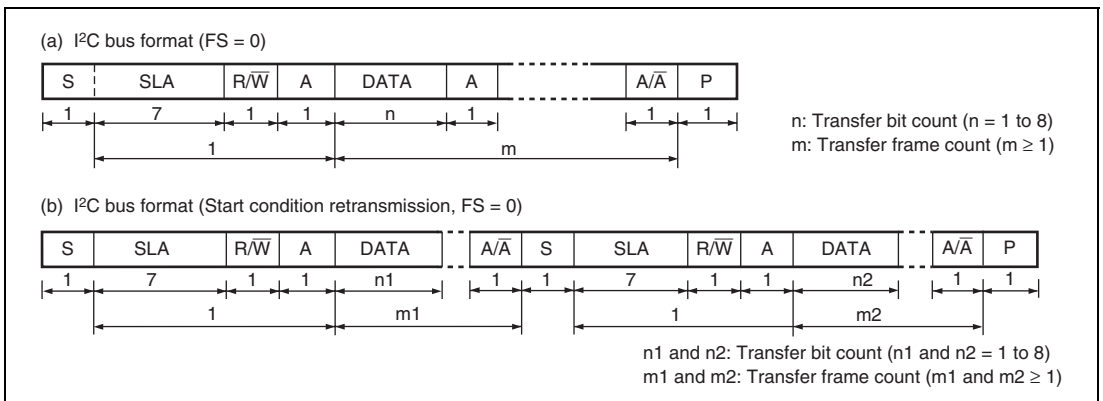 (a) I²C bus format (FS = 0)
S SLA R/W̅ A DATA A A/A̅ P
1 7 1 1 n 1 1 1
1 m
n: Transfer bit count (n = 1 to 8)
m: Transfer frame count (m ≥ 1)
(b) I²C bus format (Start condition retransmission, FS = 0)
S SLA R/W̅ A DATA A/A̅ S SLA R/W̅ A DATA A/A̅ P
1 7 1 1 n1 1 1 7 1 1 n2 1 1
1 m1 1 m2
n1 and n2: Transfer bit count (n1 and n2 = 1 to 8)
m1 and m2: Transfer frame count (m1 and m2 ≥ 1)